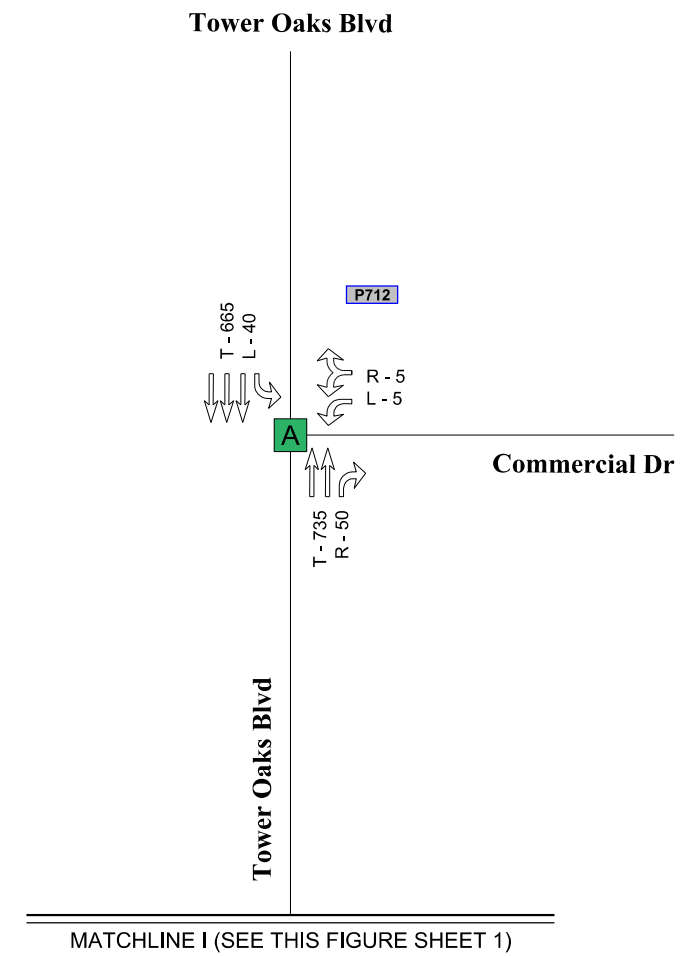 Tower Oaks Blvd
P712
T - 665
L - 40
R - 5
L - 5
A
Commercial Dr
T - 735
R - 50
Tower Oaks Blvd
MATCHLINE I (SEE THIS FIGURE SHEET 1)